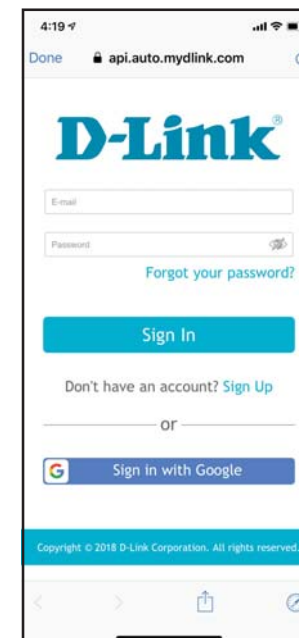 4:19
Done api.auto.mydlink.com
D-Link®
E-mail
Password
Forgot your password?
Sign In
Don't have an account? Sign Up
or
G Sign in with Google
Copyright © 2018 D-Link Corporation. All rights reserved.